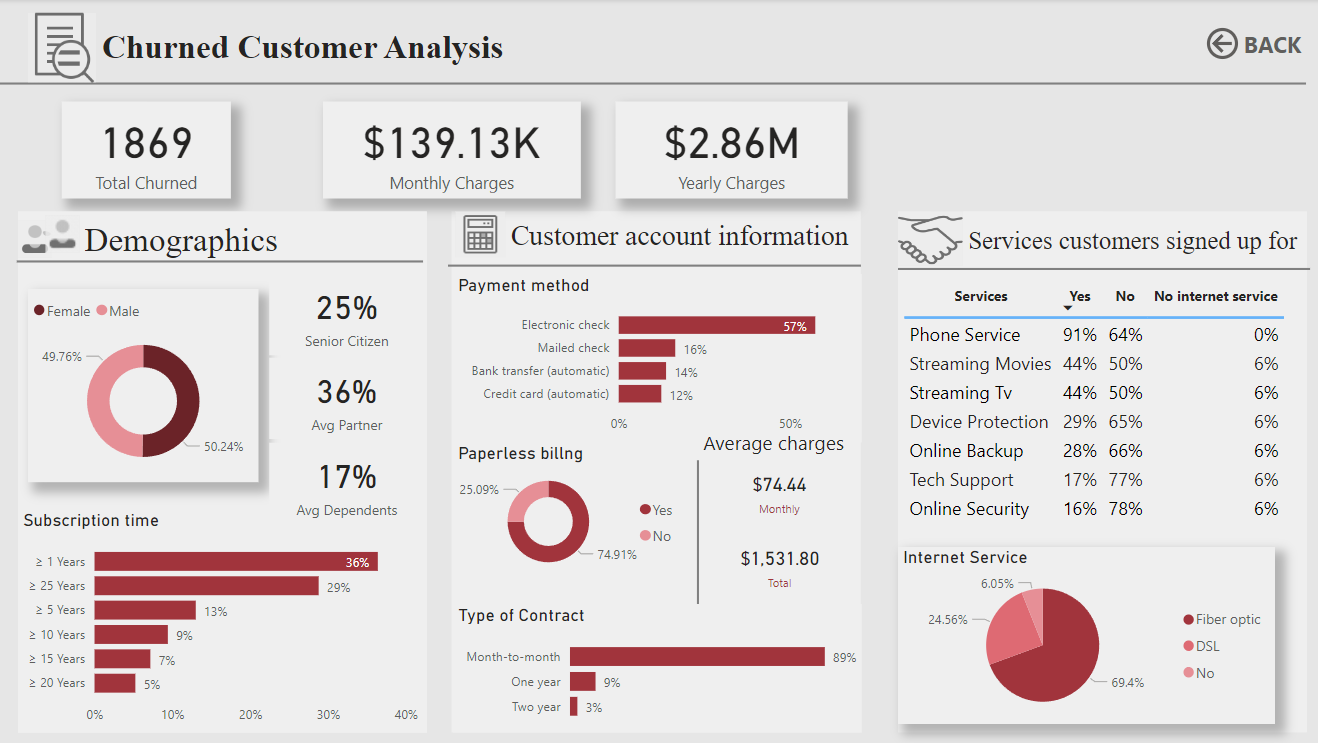 Churned Customer Analysis
BACK
1869
Total Churned
$139.13K
Monthly Charges
$2.86M
Yearly Charges
Demographics
Female Male
49.76%
50.24%
25%
Senior Citizen
36%
Avg Partner
17%
Avg Dependents
Subscription time
≥ 1 Years 36%
≥ 25 Years 29%
≥ 5 Years 13%
≥ 10 Years 9%
≥ 15 Years 7%
≥ 20 Years 5%
0% 10% 20% 30% 40%
Customer account information
Payment method
Electronic check 57%
Mailed check 16%
Bank transfer (automatic) 14%
Credit card (automatic) 12%
0% 50%
Paperless billng
25.09%
74.91%
Yes
No
Average charges
$74.44
Monthly
$1,531.80
Total
Type of Contract
Month-to-month 89%
One year 9%
Two year 3%
Services customers signed up for
Services Yes No No internet service
Phone Service 91% 64% 0%
Streaming Movies 44% 50% 6%
Streaming Tv 44% 50% 6%
Device Protection 29% 65% 6%
Online Backup 28% 66% 6%
Tech Support 17% 77% 6%
Online Security 16% 78% 6%
Internet Service
6.05%
24.56%
69.4%
Fiber optic
DSL
No